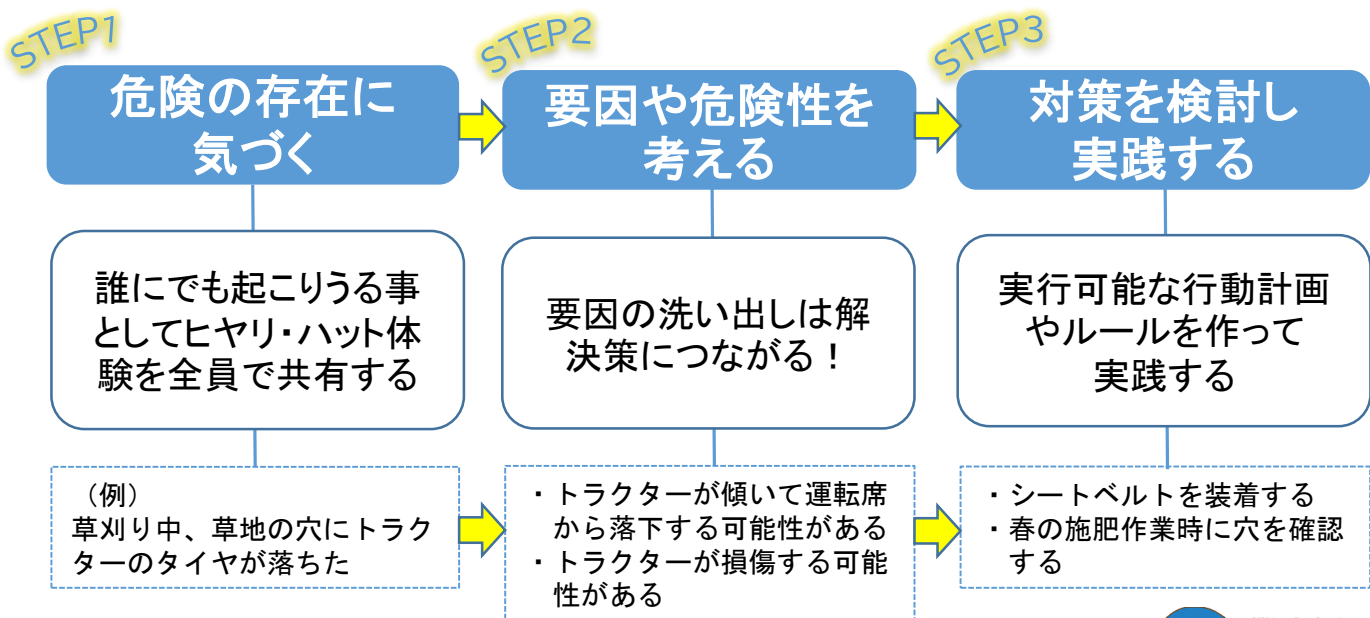 STEP1
危険の存在に
気づく
誰にでも起こりうる事
としてヒヤリ・ハット体
験を全員で共有する
（例）
草刈り中、草地の穴にトラク
ターのタイヤが落ちた
STEP2
要因や危険性を
考える
要因の洗い出しは解
決策につながる！
・トラクターが傾いて運転席
から落下する可能性がある
・トラクターが損傷する可能
性がある
STEP3
対策を検討し
実践する
実行可能な行動計画
やルールを作って
実践する
・シートベルトを装着する
・春の施肥作業時に穴を確認
する